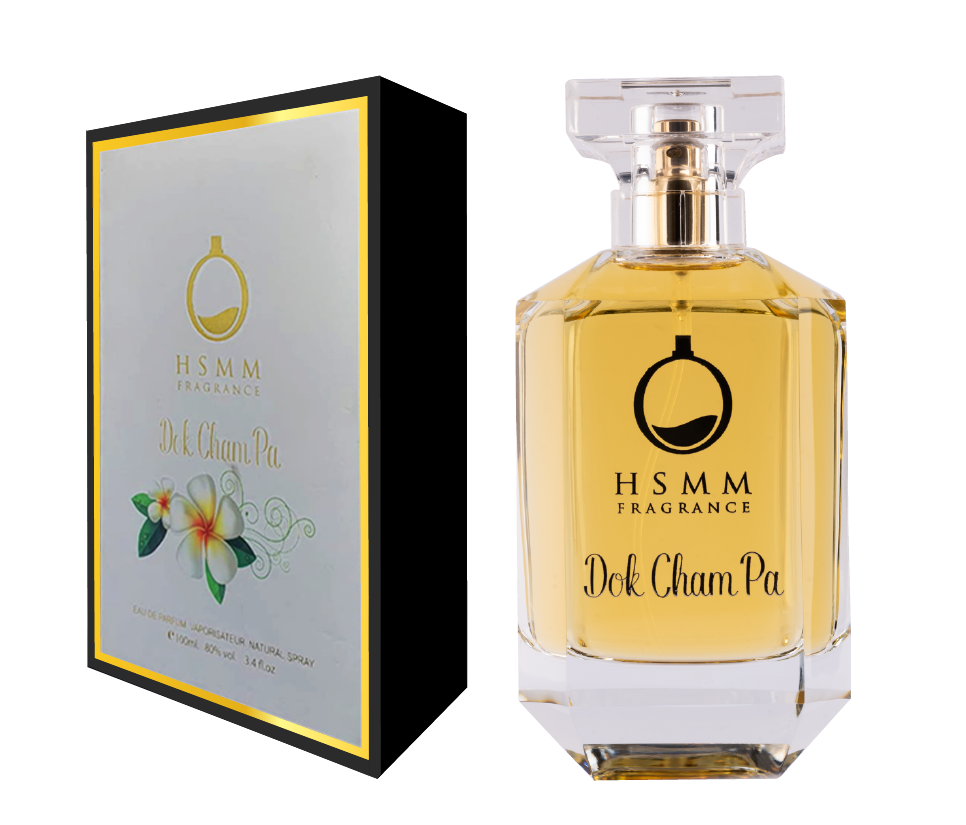 HSMM
FRAGRANCE
Dok Cham Pa
EAU DE PARFUM VAPORISATEUR NATURAL SPRAY
℮ 100ml. 80% vol 3.4 fl.oz
HSMM
FRAGRANCE
Dok Cham Pa